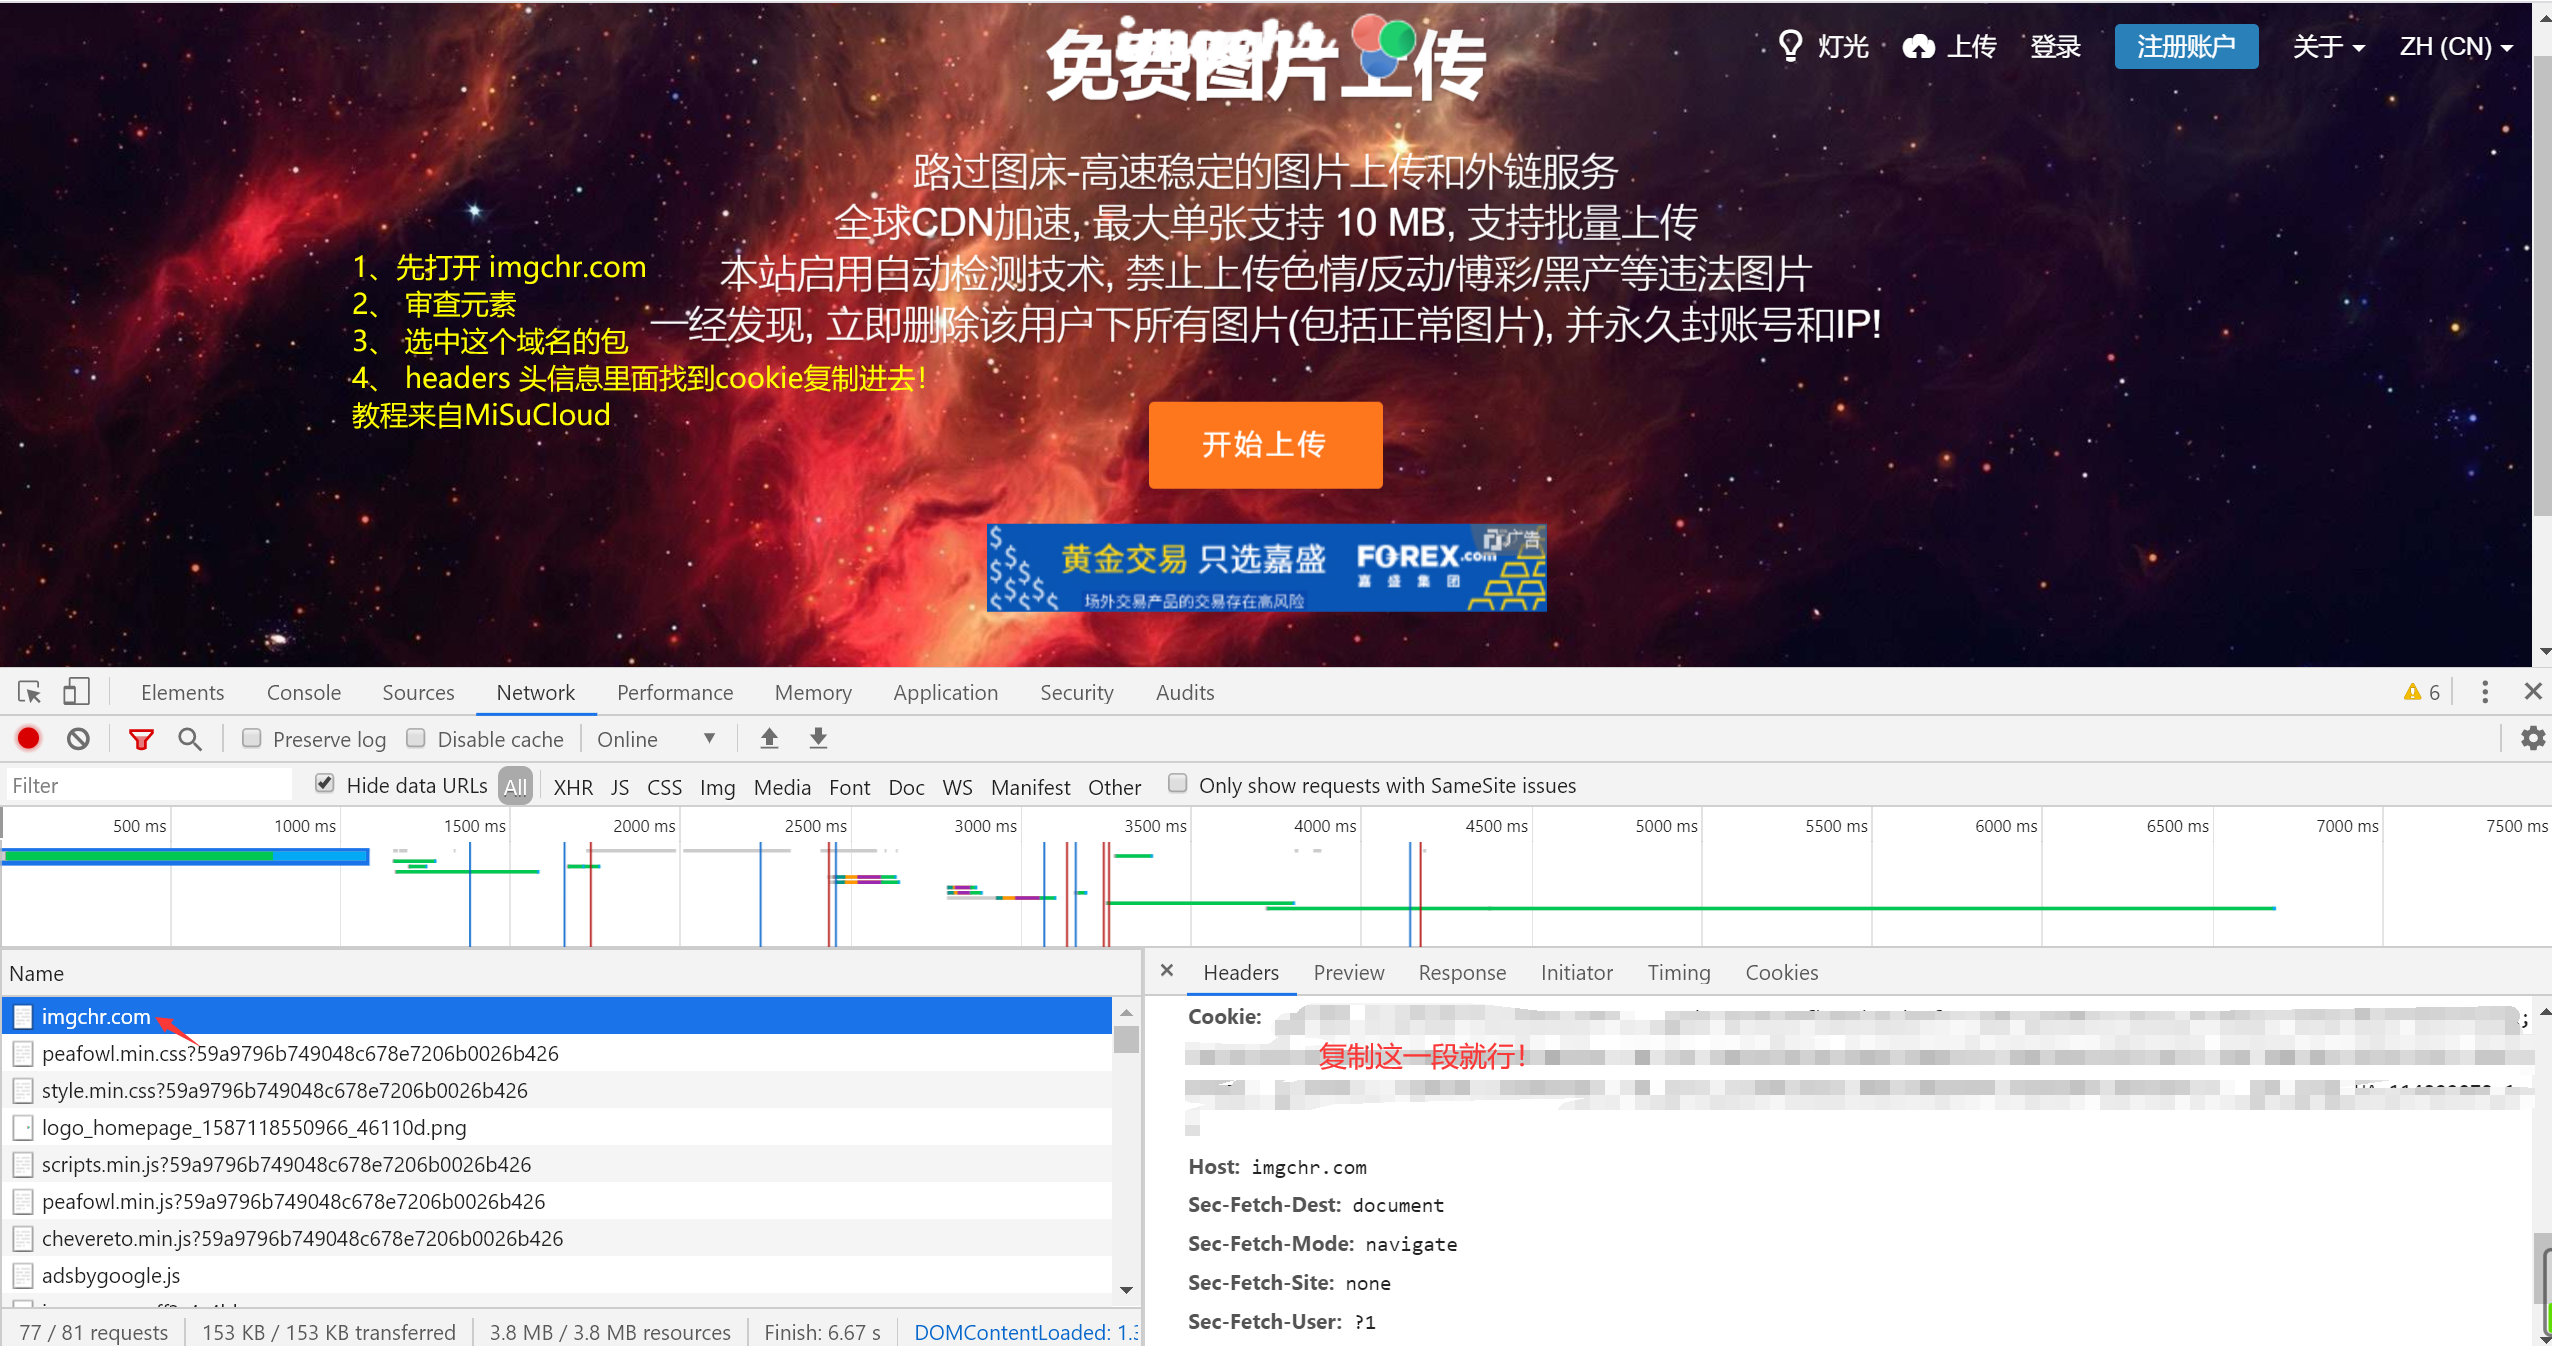 免费图片上传
灯光
上传
登录
注册账户
关于
ZH (CN)
路过图床-高速稳定的图片上传和外链服务
全球CDN加速, 最大单张支持 10 MB, 支持批量上传
本站启用自动检测技术, 禁止上传色情/反动/博彩/黑产等违法图片
一经发现, 立即删除该用户下所有图片(包括正常图片), 并永久封账号和IP!
1、先打开 imgchr.com
2、 审查元素
3、 选中这个域名的包
4、 headers 头信息里面找到cookie复制进去！
教程来自MiSuCloud
开始上传
黄金交易 只选嘉盛
FOREX.com
嘉盛集团
广告
场外交易产品的交易存在高风险
Elements Console Sources Network Performance Memory Application Security Audits
6
Preserve log Disable cache Online
Filter Hide data URLs All XHR JS CSS Img Media Font Doc WS Manifest Other Only show requests with SameSite issues
500 ms 1000 ms 1500 ms 2000 ms 2500 ms 3000 ms 3500 ms 4000 ms 4500 ms 5000 ms 5500 ms 6000 ms 6500 ms 7000 ms 7500 ms
Name
imgchr.com
peafowl.min.css?59a9796b749048c678e7206b0026b426
style.min.css?59a9796b749048c678e7206b0026b426
logo_homepage_1587118550966_46110d.png
scripts.min.js?59a9796b749048c678e7206b0026b426
peafowl.min.js?59a9796b749048c678e7206b0026b426
chevereto.min.js?59a9796b749048c678e7206b0026b426
adsbygoogle.js
77 / 81 requests 153 KB / 153 KB transferred 3.8 MB / 3.8 MB resources Finish: 6.67 s DOMContentLoaded: 1.
Headers Preview Response Initiator Timing Cookies
Cookie:
复制这一段就行！
Host: imgchr.com
Sec-Fetch-Dest: document
Sec-Fetch-Mode: navigate
Sec-Fetch-Site: none
Sec-Fetch-User: ?1